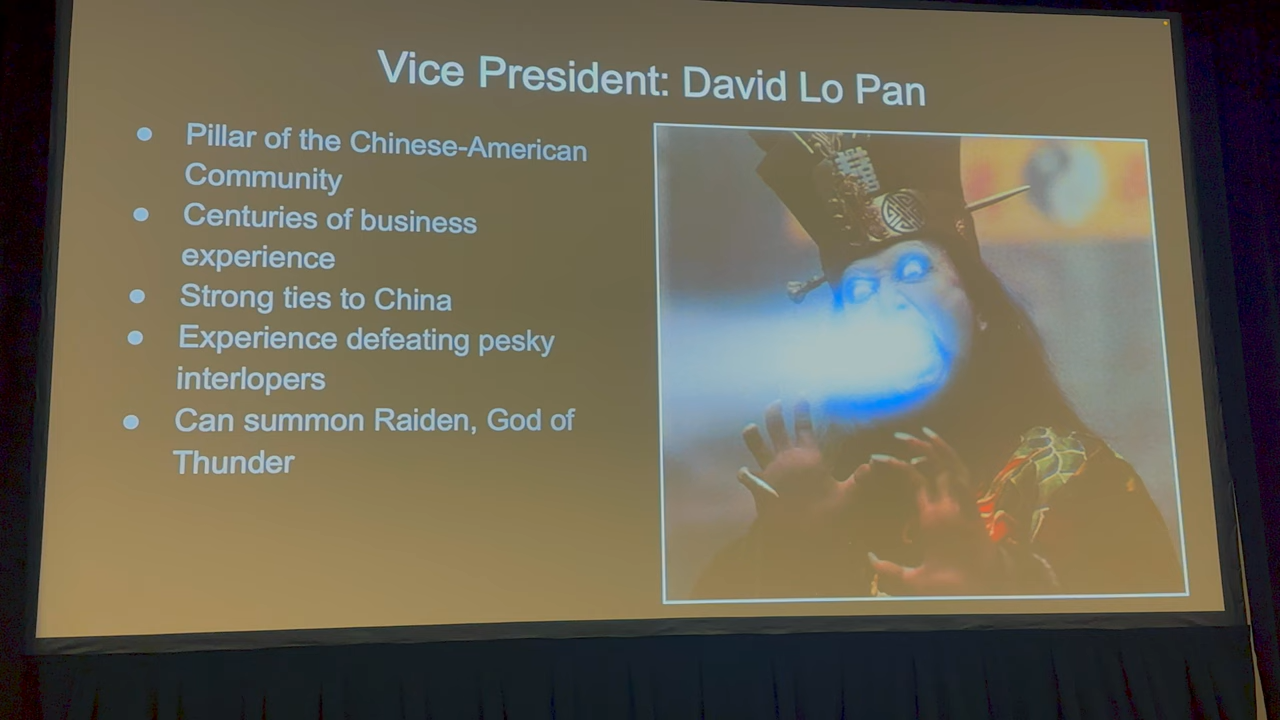 Vice President: David Lo Pan
Pillar of the Chinese-American
Community
Centuries of business
experience
Strong ties to China
Experience defeating pesky
interlopers
Can summon Raiden, God of
Thunder